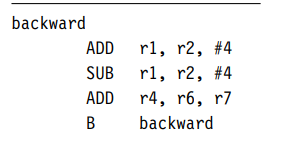 backward
ADD r1, r2, #4
SUB r1, r2, #4
ADD r4, r6, r7
B backward